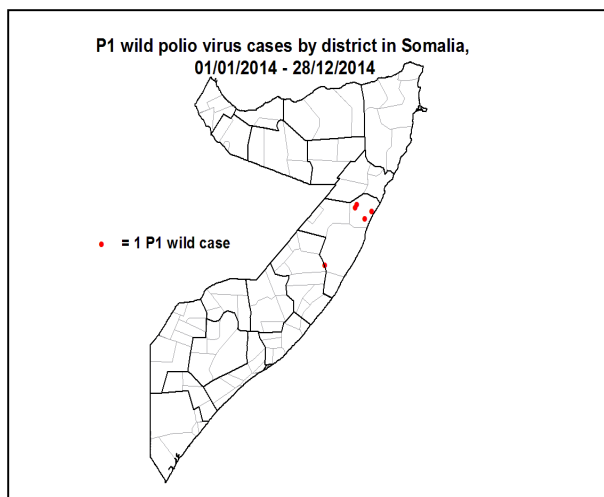 P1 wild polio virus cases by district in Somalia,
01/01/2014 - 28/12/2014
= 1 P1 wild case